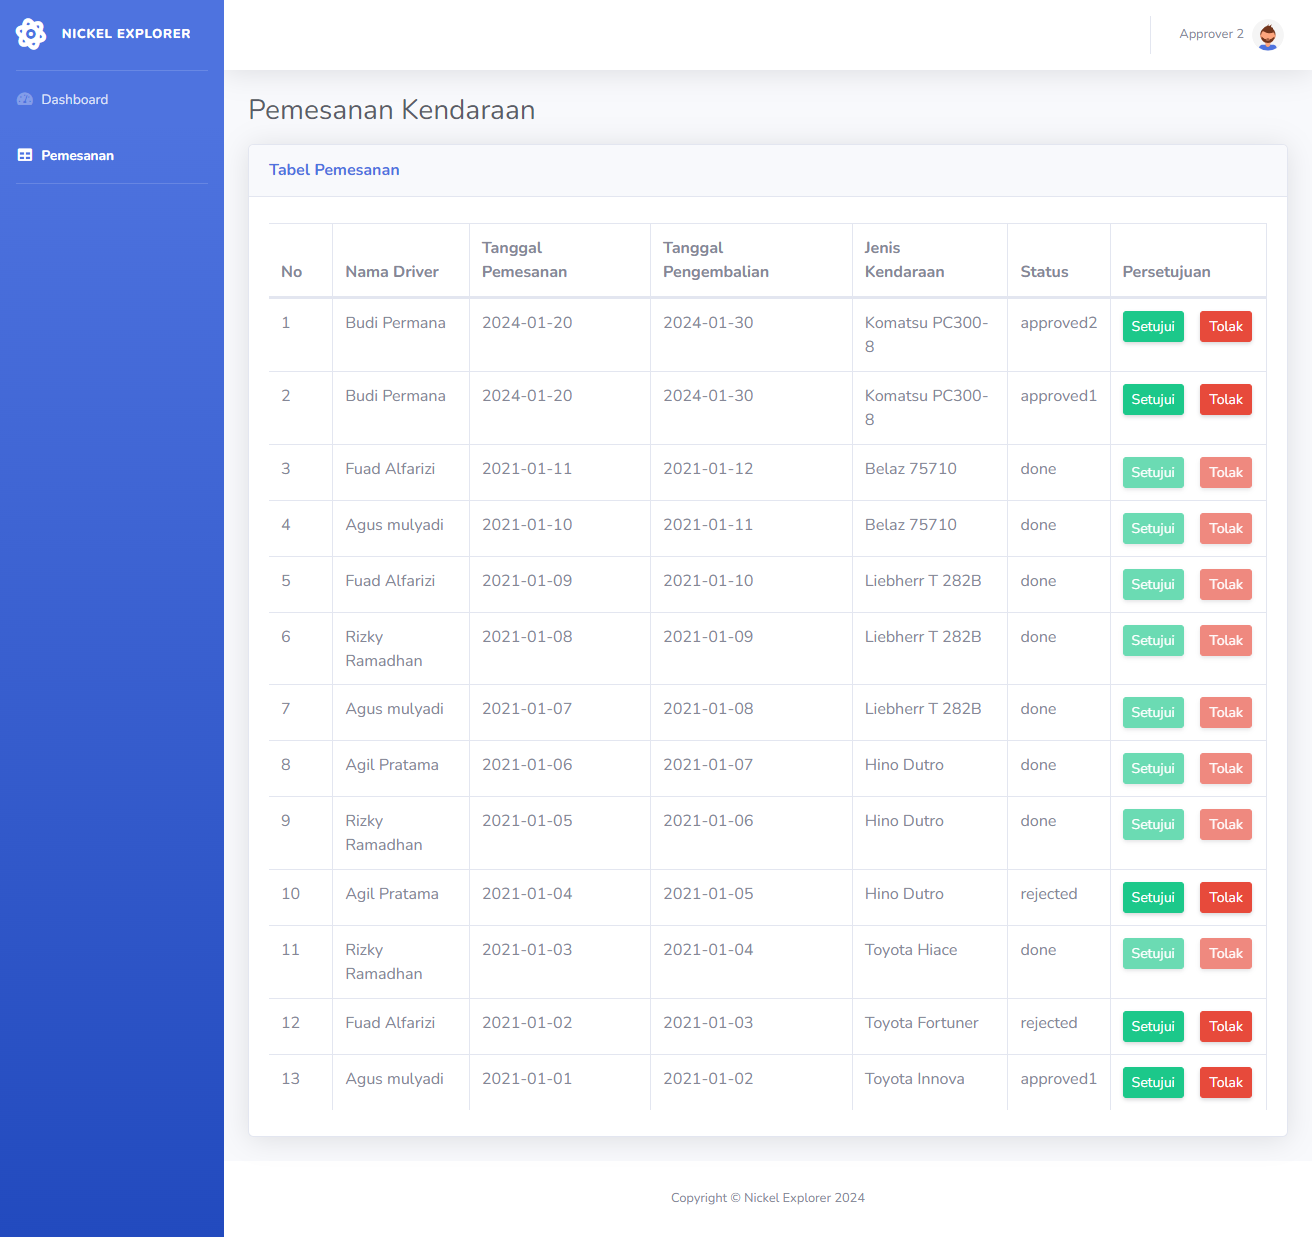 NICKEL EXPLORER
Approver 2
Dashboard
Pemesanan
Pemesanan Kendaraan
Tabel Pemesanan
No Nama Driver Tanggal Pemesanan Tanggal Pengembalian Jenis Kendaraan Status Persetujuan
1 Budi Permana 2024-01-20 2024-01-30 Komatsu PC300-8 approved2 Setujui Tolak
2 Budi Permana 2024-01-20 2024-01-30 Komatsu PC300-8 approved1 Setujui Tolak
3 Fuad Alfarizi 2021-01-11 2021-01-12 Belaz 75710 done Setujui Tolak
4 Agus mulyadi 2021-01-10 2021-01-11 Belaz 75710 done Setujui Tolak
5 Fuad Alfarizi 2021-01-09 2021-01-10 Liebherr T 282B done Setujui Tolak
6 Rizky Ramadhan 2021-01-08 2021-01-09 Liebherr T 282B done Setujui Tolak
7 Agus mulyadi 2021-01-07 2021-01-08 Liebherr T 282B done Setujui Tolak
8 Agil Pratama 2021-01-06 2021-01-07 Hino Dutro done Setujui Tolak
9 Rizky Ramadhan 2021-01-05 2021-01-06 Hino Dutro done Setujui Tolak
10 Agil Pratama 2021-01-04 2021-01-05 Hino Dutro rejected Setujui Tolak
11 Rizky Ramadhan 2021-01-03 2021-01-04 Toyota Hiace done Setujui Tolak
12 Fuad Alfarizi 2021-01-02 2021-01-03 Toyota Fortuner rejected Setujui Tolak
13 Agus mulyadi 2021-01-01 2021-01-02 Toyota Innova approved1 Setujui Tolak
Copyright © Nickel Explorer 2024